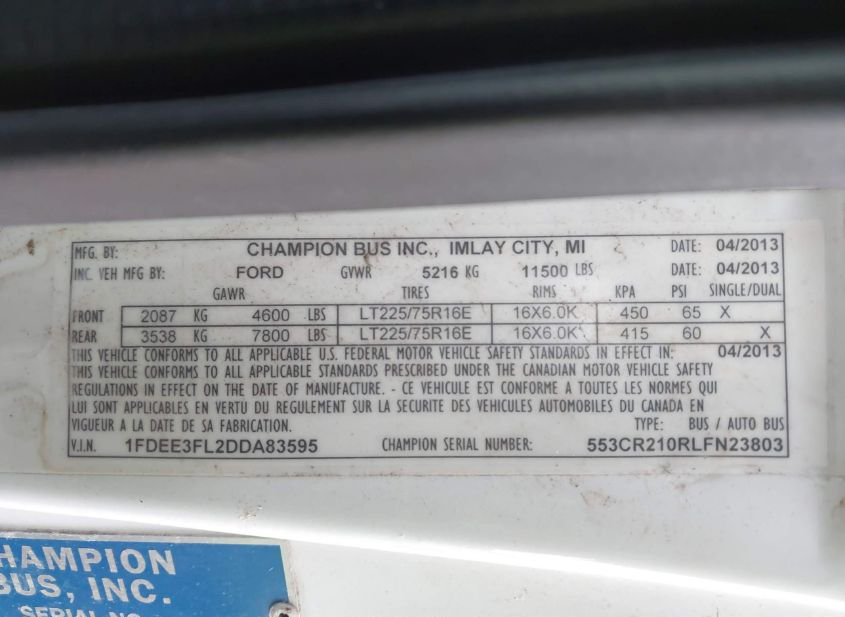 MFG. BY: CHAMPION BUS INC., IMLAY CITY, MI DATE: 04/2013
INC. VEH MFG BY: FORD GVWR 5216 KG 11500 LBS DATE: 04/2013
GAWR TIRES RIMS KPA PSI SINGLE/DUAL
FRONT 2087 KG 4600 LBS LT225/75R16E 16X6.0K 450 65 X
REAR 3538 KG 7800 LBS LT225/75R16E 16X6.0K 415 60 X
THIS VEHICLE CONFORMS TO ALL APPLICABLE U.S. FEDERAL MOTOR VEHICLE SAFETY STANDARDS IN EFFECT IN: 04/2013
THIS VEHICLE CONFORMS TO ALL APPLICABLE STANDARDS PRESCRIBED UNDER THE CANADIAN MOTOR VEHICLE SAFETY
REGULATIONS IN EFFECT ON THE DATE OF MANUFACTURE. - CE VEHICULE EST CONFORME A TOUTES LES NORMES QUI
LUI SONT APPLICABLES EN VERTU DU REGULEMENT SUR LA SECURITE DES VEHICULES AUTOMOBILES DU CANADA EN
VIGUEUR A LA DATE DE SA FABRICATION. TYPE: BUS / AUTO BUS
V.I.N. 1FDEE3FL2DDA83595 CHAMPION SERIAL NUMBER: 553CR210RLFN23803
HAMPION
BUS, INC.
SERIAL NO.